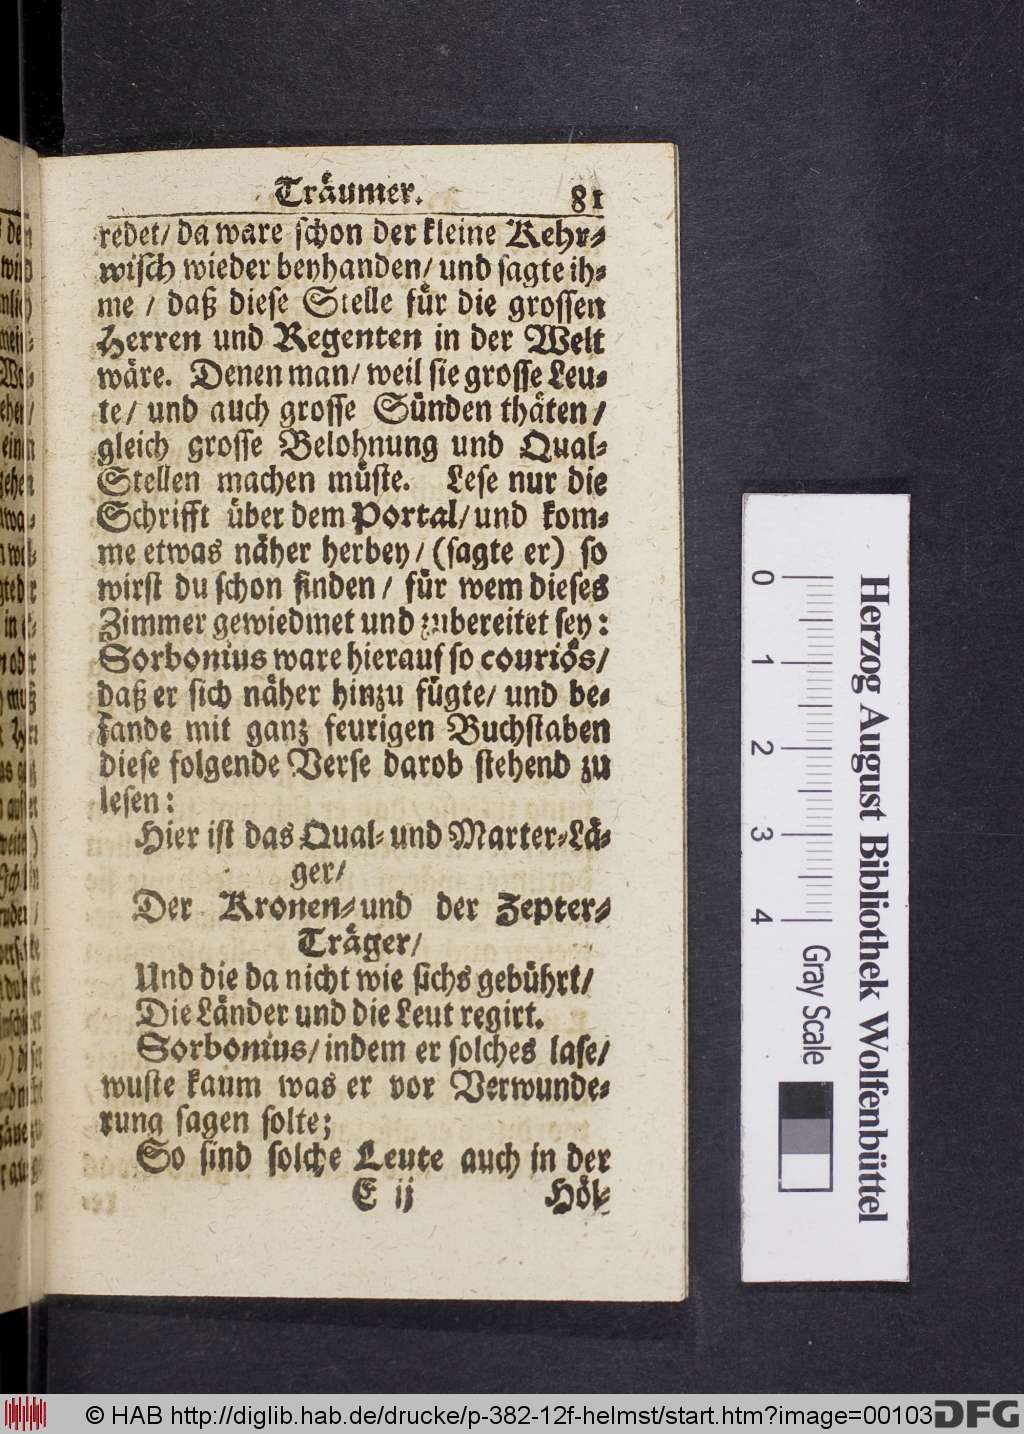 Träumer. 81
redet/ da ware schon der kleine Kehr-
wisch wieder beyhanden/ und sagte ih-
me / daß diese Stelle für die grossen
Herren und Regenten in der Welt
wäre. Denen man/ weil sie grosse Leu-
te/ und auch grosse Sünden thäten/
gleich grosse Belohnung und Qual-
Stellen machen müste. Lese nur die
Schrifft über dem Portal/ und kom-
me etwas näher herbey/ (sagte er) so
wirst du schon finden / für wem dieses
Zimmer gewiedmet und zubereitet sey:
Sorbonius ware hierauf so couriös/
daß er sich näher hinzu fügte/ und be-
fande mit ganz feurigen Buchstaben
diese folgende Verse darob stehend zu
lesen:
Hier ist das Qual- und Marter-Lä-
ger/
Der Kronen- und der Zepter-
Träger/
Und die da nicht wie sichs gebührt/
Die Länder und die Leut regirt.
Sorbonius/ indem er solches lase/
wuste kaum was er vor Verwunde-
rung sagen solte;
So sind solche Leute auch in der
E ij Höl-
0 1 2 3 4
Gray Scale
Herzog August Bibliothek Wolfenbüttel
© HAB http://diglib.hab.de/drucke/p-382-12f-helmst/start.htm?image=00103
DFG